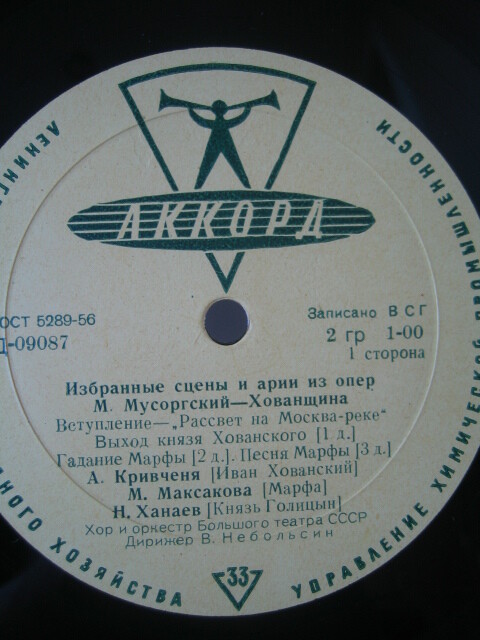 АККОРД
ГОСТ 5289-56
Д-09087
Записано ВСГ
2 гр 1-00
1 сторона
Избранные сцены и арии из опер
М. Мусоргский—Хованщина
Вступление—„Рассвет на Москва-реке"
Выход князя Хованского [1 д.]
Гадание Марфы [2 д.]. Песня Марфы [3 д.]
А. Кривченя [Иван Хованский]
М. Максакова [Марфа]
Н. Ханаев [Князь Голицын]
Хор и оркестр Большого театра СССР
Дирижер В. Небольсин
33
ХОЗЯЙСТВА
УПРАВЛЕНИЕ ХИМИЧЕСКОЙ ПРОМЫШЛЕННОСТИ